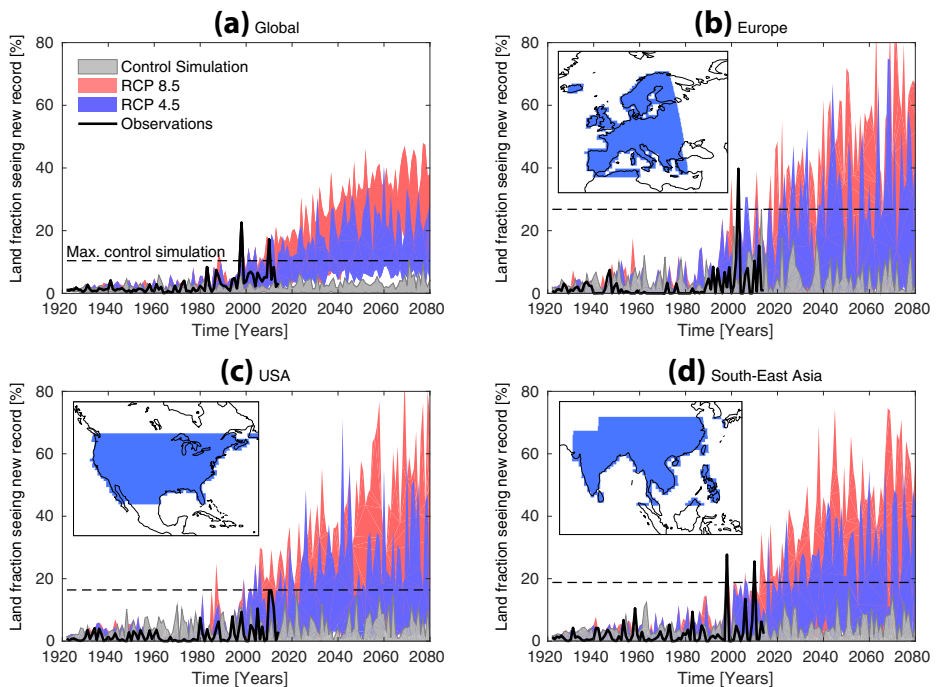 (a) Global
Land fraction seeing new record [%]
80
60
40
20
0
Control Simulation
RCP 8.5
RCP 4.5
Observations
Max. control simulation
1920 1940 1960 1980 2000 2020 2040 2060 2080
Time [Years]
(b) Europe
Land fraction seeing new record [%]
80
60
40
20
0
1920 1940 1960 1980 2000 2020 2040 2060 2080
Time [Years]
(c) USA
Land fraction seeing new record [%]
80
60
40
20
0
1920 1940 1960 1980 2000 2020 2040 2060 2080
Time [Years]
(d) South-East Asia
Land fraction seeing new record [%]
80
60
40
20
0
1920 1940 1960 1980 2000 2020 2040 2060 2080
Time [Years]